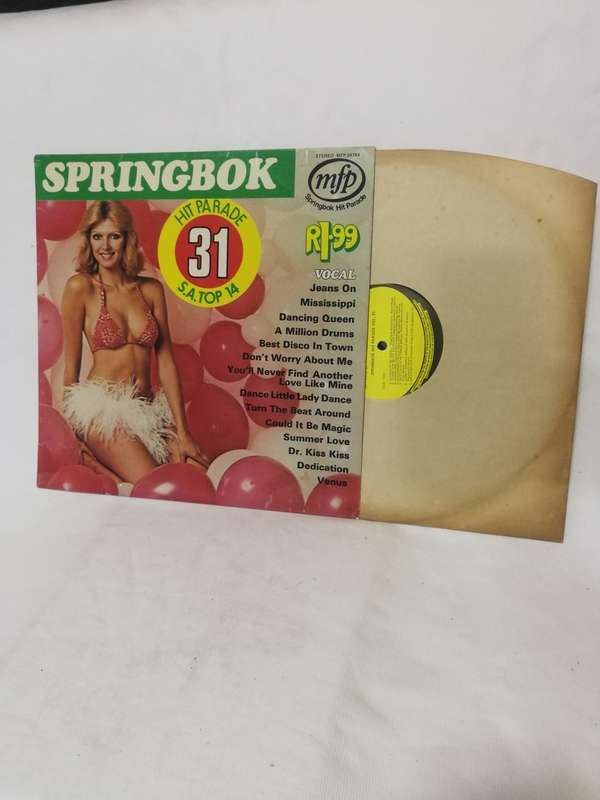 SPRINGBOK
HIT PARADE
31
S.A. TOP 14
mfp
Springbok Hit Parade
R1·99
VOCAL
Jeans On
Mississippi
Dancing Queen
A Million Drums
Best Disco In Town
Don't Worry About Me
You'll Never Find Another
Love Like Mine
Dance Little Lady Dance
Turn The Beat Around
Could It Be Magic
Summer Love
Dr. Kiss Kiss
Dedication
Venus